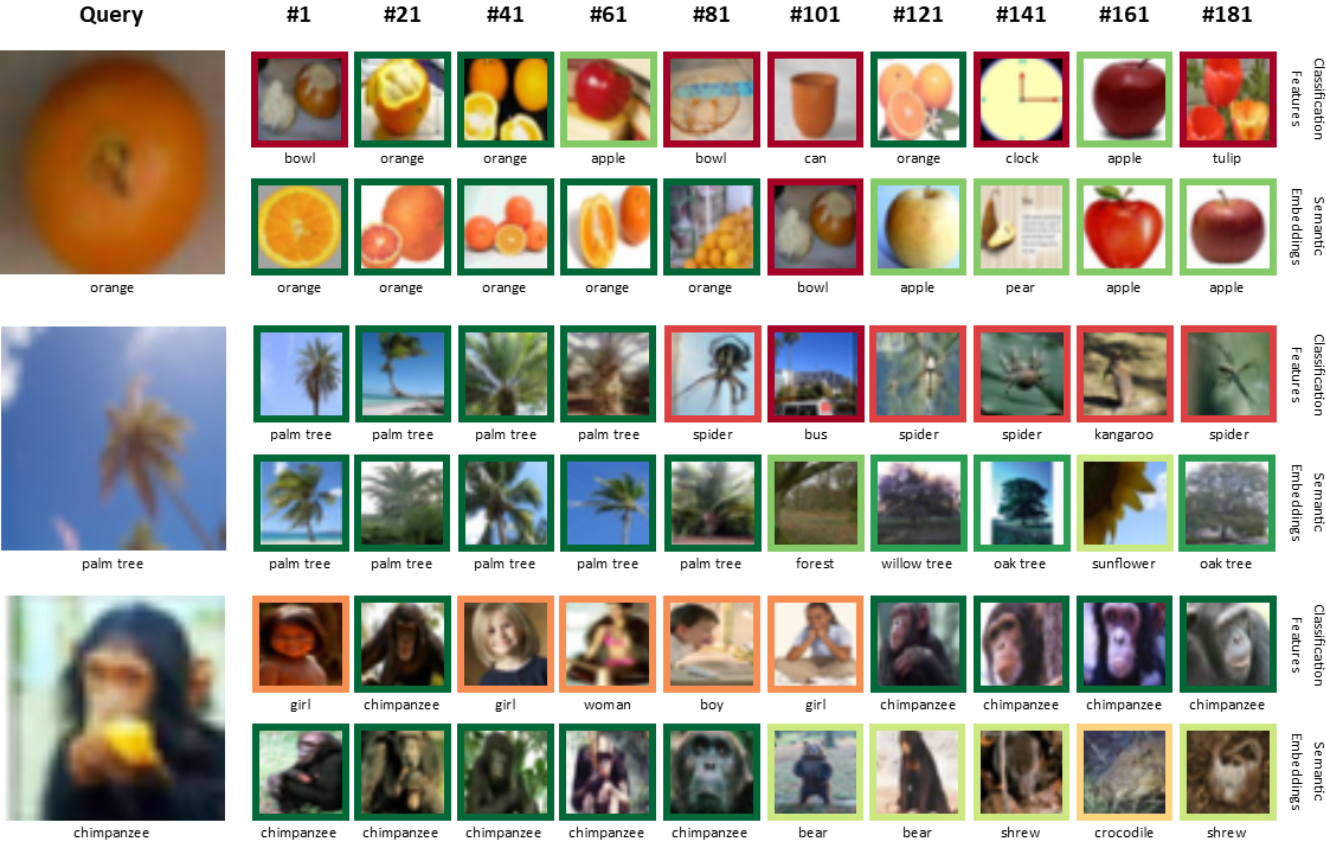 Query #1 #21 #41 #61 #81 #101 #121 #141 #161 #181
Classification
Features
bowl orange orange apple bowl can orange clock apple tulip
Semantic
Embeddings
orange
orange orange orange orange orange bowl apple pear apple apple
Classification
Features
palm tree palm tree palm tree palm tree spider bus spider spider kangaroo spider
Semantic
Embeddings
palm tree
palm tree palm tree palm tree palm tree palm tree forest willow tree oak tree sunflower oak tree
Classification
Features
girl chimpanzee girl woman boy girl chimpanzee chimpanzee chimpanzee chimpanzee
Semantic
Embeddings
chimpanzee
chimpanzee chimpanzee chimpanzee chimpanzee chimpanzee bear bear shrew crocodile shrew